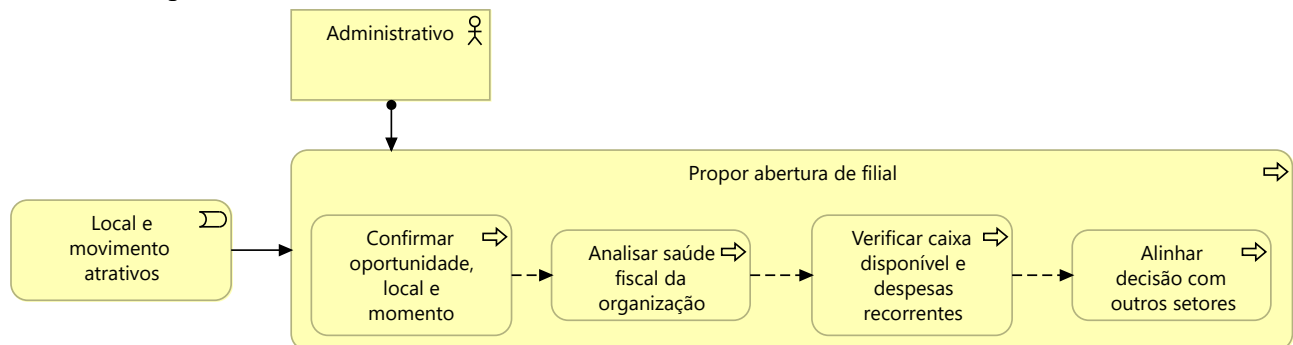 Administrativo
Propor abertura de filial
Local e
movimento
atrativos
Confirmar
oportunidade,
local e
momento
Analisar saúde
fiscal da
organização
Verificar caixa
disponível e
despesas
recorrentes
Alinhar
decisão com
outros setores